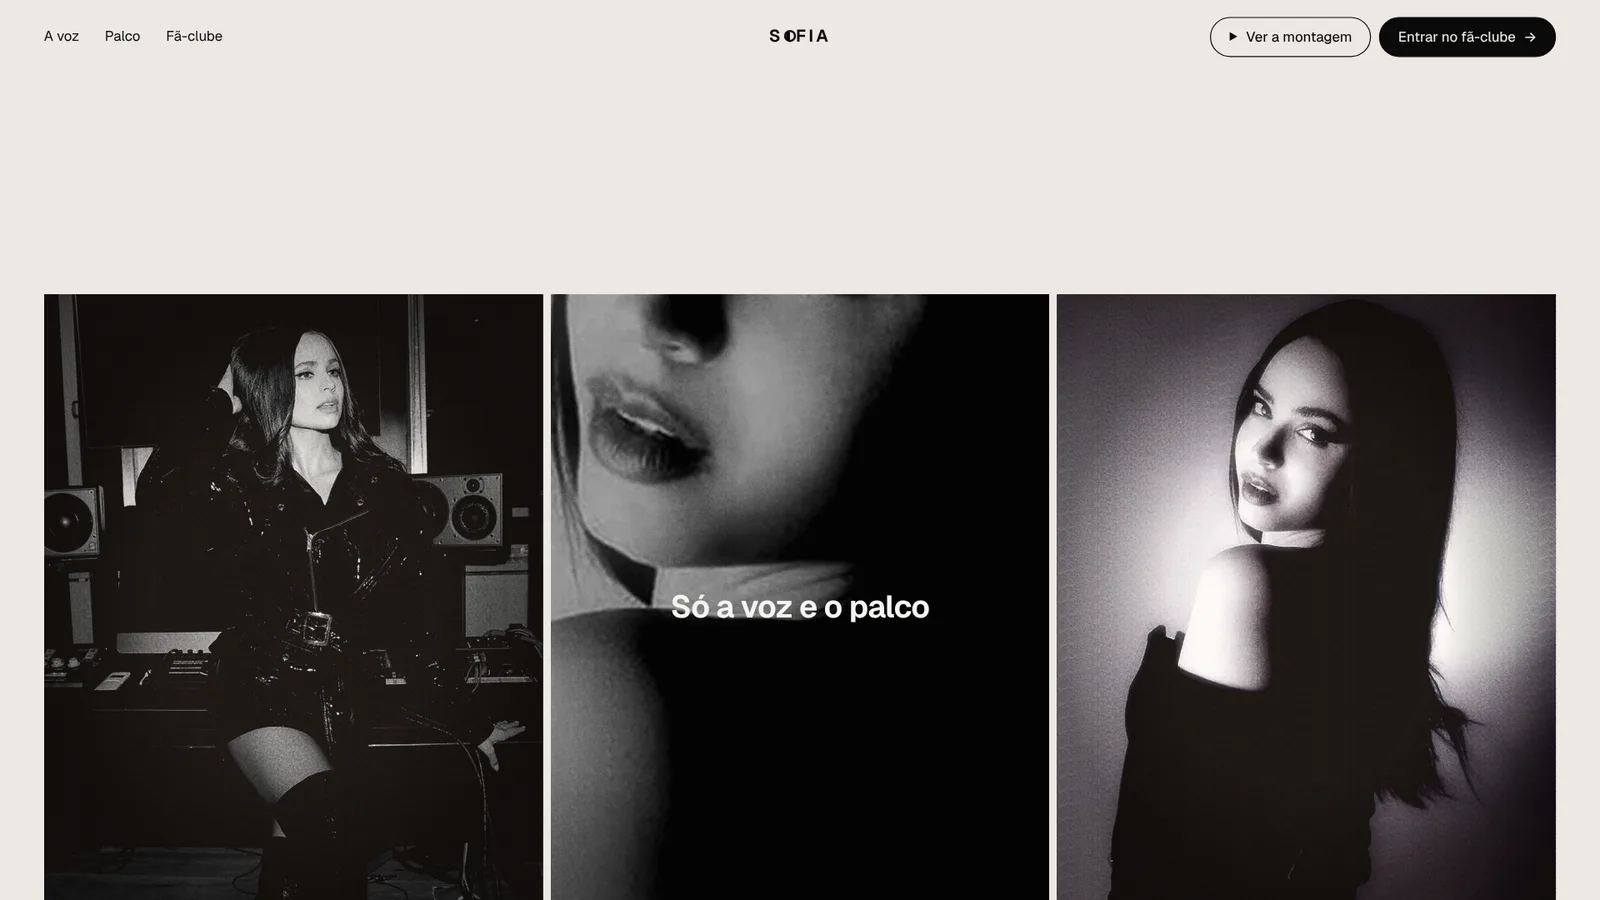 A voz
Palco
Fã-clube
SOFIA
Ver a montagem
Entrar no fã-clube →
Só a voz e o palco